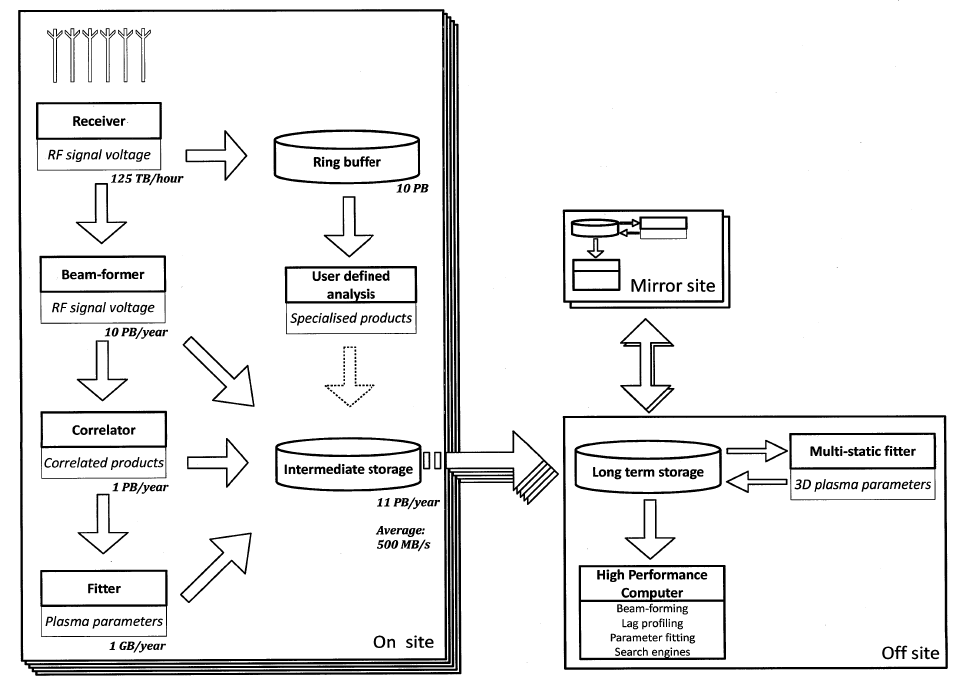 Receiver
RF signal voltage
125 TB/hour
Ring buffer
10 PB
Beam-former
RF signal voltage
10 PB/year
User defined
analysis
Specialised products
Correlator
Correlated products
1 PB/year
Intermediate storage
11 PB/year
Average:
500 MB/s
Fitter
Plasma parameters
1 GB/year
On site
Mirror site
Long term storage
Multi-static fitter
3D plasma parameters
High Performance
Computer
Beam-forming
Lag profiling
Parameter fitting
Search engines
Off site